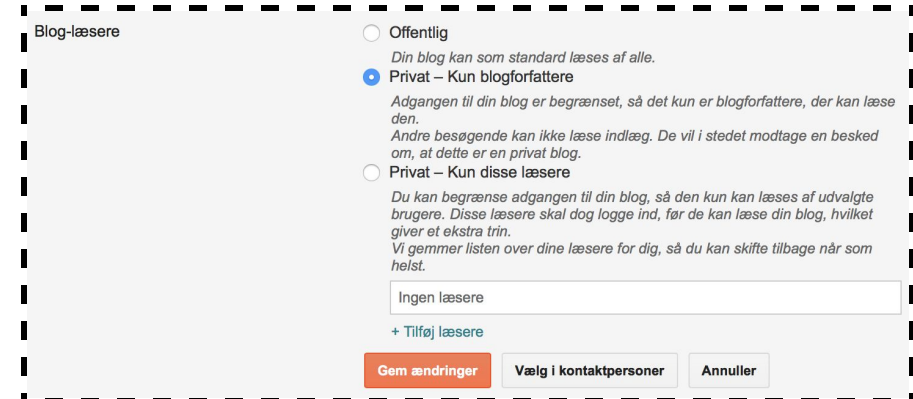 Blog-læsere
Offentlig
Din blog kan som standard læses af alle.
Privat – Kun blogforfattere
Adgangen til din blog er begrænset, så det kun er blogforfattere, der kan læse
den.
Andre besøgende kan ikke læse indlæg. De vil i stedet modtage en besked
om, at dette er en privat blog.
Privat – Kun disse læsere
Du kan begrænse adgangen til din blog, så den kun kan læses af udvalgte
brugere. Disse læsere skal dog logge ind, før de kan læse din blog, hvilket
giver et ekstra trin.
Vi gemmer listen over dine læsere for dig, så du kan skifte tilbage når som
helst.
Ingen læsere
+ Tilføj læsere
Gem ændringer
Vælg i kontaktpersoner
Annuller